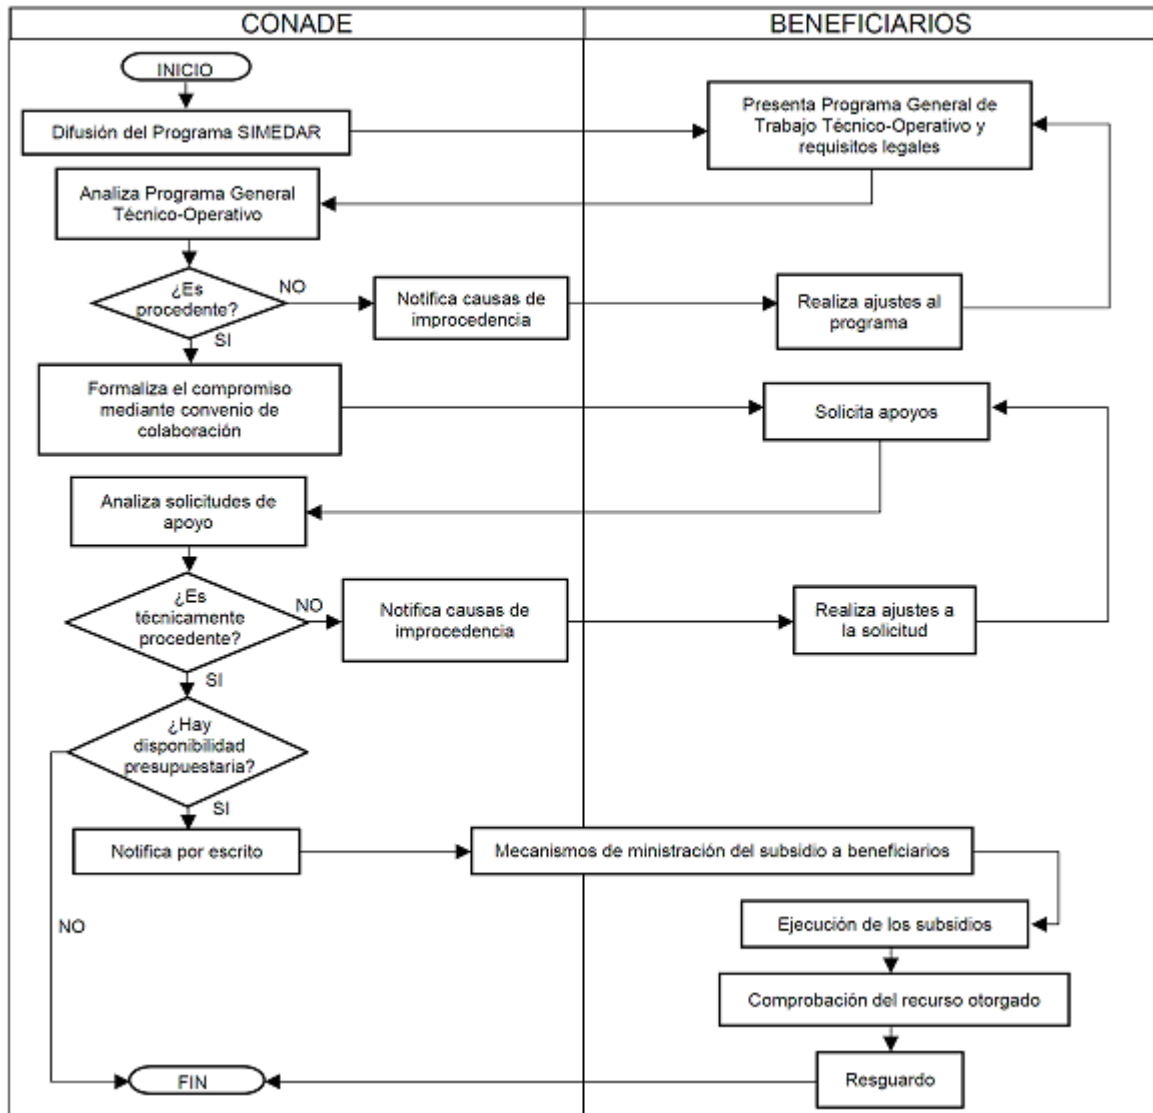 CONADE
BENEFICIARIOS
INICIO
Difusión del Programa SIMEDAR
Presenta Programa General de
Trabajo Técnico-Operativo y
requisitos legales
Analiza Programa General
Técnico-Operativo
¿Es
procedente?
NO
SI
Notifica causas de
improcedencia
Realiza ajustes al
programa
Formaliza el compromiso
mediante convenio de
colaboración
Solicita apoyos
Analiza solicitudes de
apoyo
¿Es
técnicamente
procedente?
NO
SI
Notifica causas de
improcedencia
Realiza ajustes a
la solicitud
¿Hay
disponibilidad
presupuestaria?
SI
Notifica por escrito
Mecanismos de ministración del subsidio a beneficiarios
NO
Ejecución de los subsidios
Comprobación del recurso otorgado
Resguardo
FIN